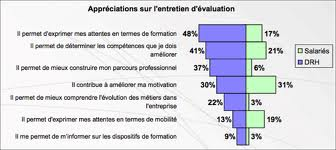 Appréciations sur l'entretien d'évaluation
Il permet d'exprimer mes attentes en termes de formation 48% 17%
Il permet de déterminer les compétences que je dois améliorer 41% 21%
Il permet de mieux construire mon parcours professionnel 37% 6%
Il contribue à améliorer ma motivation 30% 31%
Il permet de mieux comprendre l'évolution des métiers dans l'entreprise 22% 3%
Il permet d'exprimer mes attentes en termes de mobilité 13% 19%
Il me permet de m'informer sur les dispositifs de formation 9% 3%
Salariés
DRH